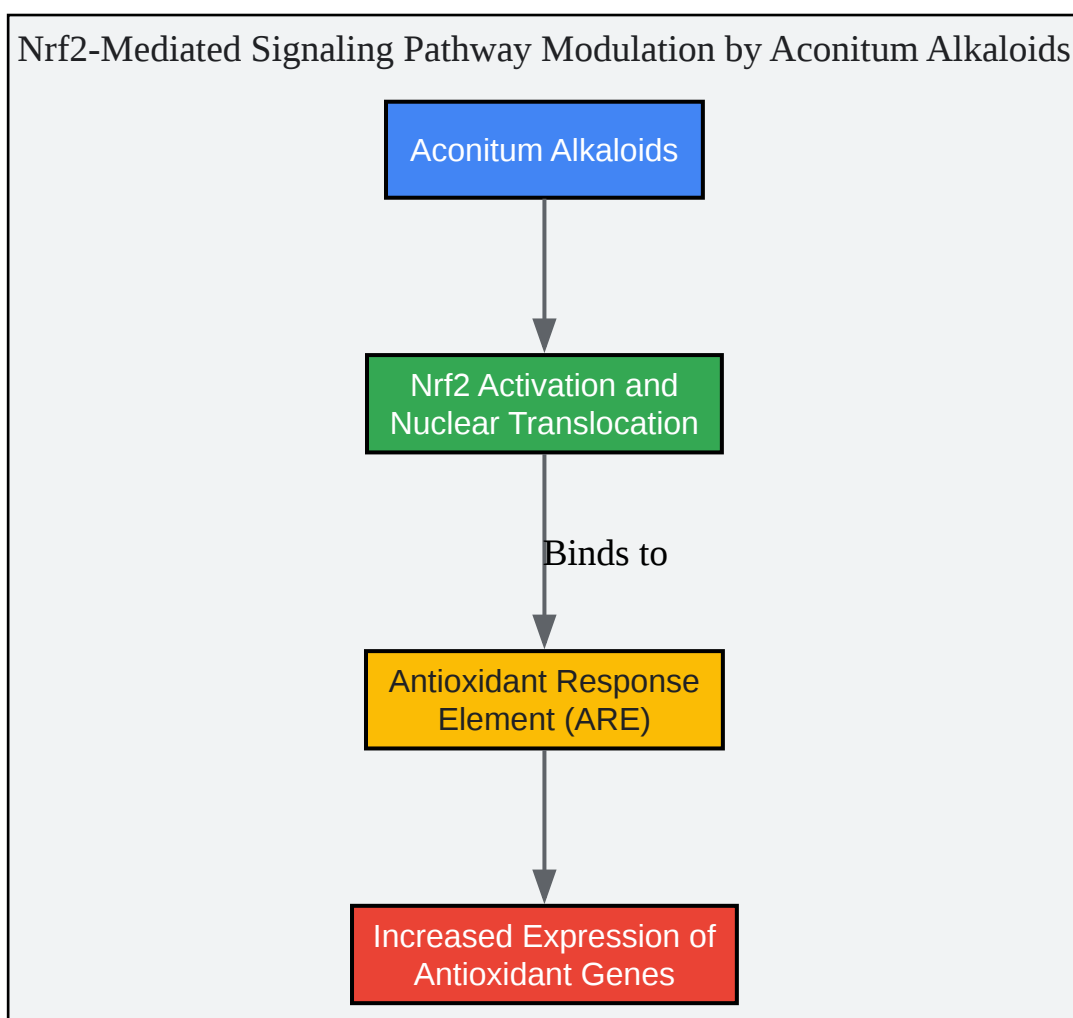 Nrf2-Mediated Signaling Pathway Modulation by Aconitum Alkaloids
Aconitum Alkaloids
Nrf2 Activation and
Nuclear Translocation
Binds to
Antioxidant Response
Element (ARE)
Increased Expression of
Antioxidant Genes